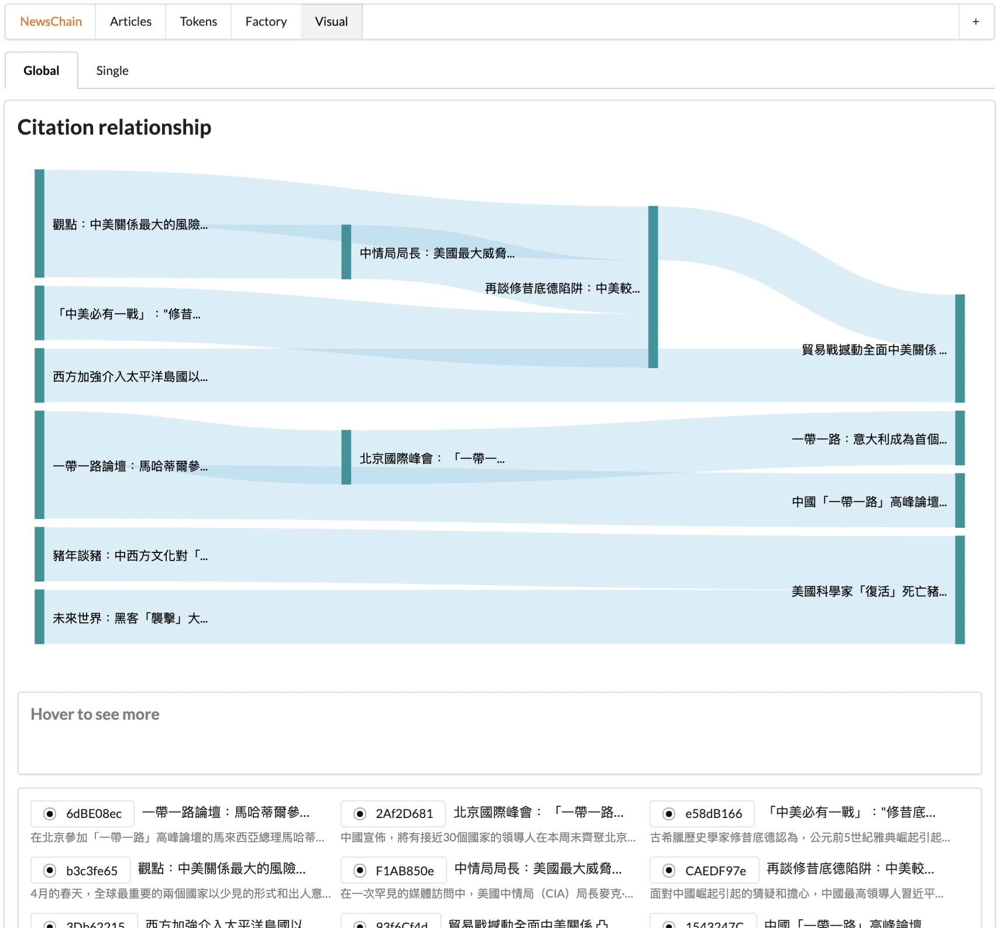 NewsChain Articles Tokens Factory Visual +
Global Single
Citation relationship
觀點：中美關係最大的風險...
中情局局長：美國最大威脅...
再談修昔底德陷阱：中美較...
「中美必有一戰」："修昔...
貿易戰撼動全面中美關係 ...
西方加強介入太平洋島國以...
一帶一路：意大利成為首個...
北京國際峰會：「一帶一...
一帶一路論壇：馬哈蒂爾參...
中國「一帶一路」高峰論壇...
豬年談豬：中西方文化對「...
美國科學家「復活」死亡豬...
未來世界：黑客「襲擊」大...
Hover to see more
6dBE08ec 一帶一路論壇：馬哈蒂爾參...
在北京參加「一帶一路」高峰論壇的馬來西亞總理馬哈蒂...
2Af2D681 北京國際峰會：「一帶一路...
中國宣佈，將有接近30個國家的領導人在本周末齊聚北京...
e58dB166 「中美必有一戰」："修昔底...
古希臘歷史學家修昔底德認為，公元前5世紀雅典崛起引起...
b3c3fe65 觀點：中美關係最大的風險...
4月的春天，全球最重要的兩個國家以少見的形式和出人意...
F1AB850e 中情局局長：美國最大威脅...
在一次罕見的媒體訪問中，美國中情局（CIA）局長麥克·...
CAEDF97e 再談修昔底德陷阱：中美較...
面對中國崛起引起的猜疑和擔心，中國最高領導人習近平...
3Db62215 西方加強介入太平洋島國以
93f6Cf4d 貿易戰撼動全面中美關係 凸
1543247C 中國「一帶一路」高峰論壇